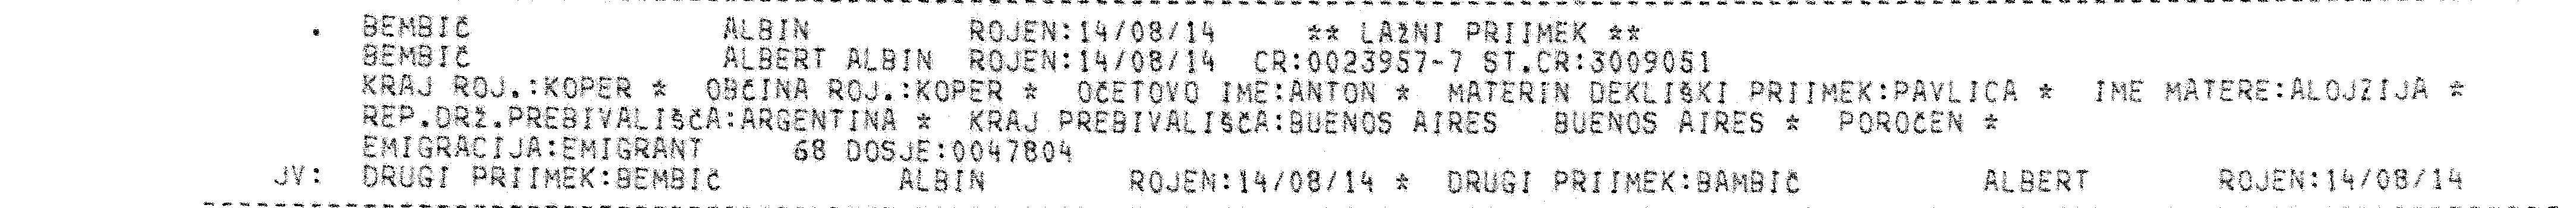 . BEMBIČ ALBIN ROJEN:14/08/14 ** LAŽNI PRIIMEK **
BEMBIČ ALBERT ALBIN ROJEN:14/08/14 CR:0023957-7 ST.CR:3009051
KRAJ ROJ.:KOPER * OBČINA ROJ.:KOPER * OČETOVO IME:ANTON * MATERIN DEKLIŠKI PRIIMEK:PAVLICA * IME MATERE:ALOJZIJA *
REP.DRŽ.PREBIVALIŠČA:ARGENTINA * KRAJ PREBIVALIŠČA:BUENOS AIRES BUENOS AIRES * POROČEN *
EMIGRACIJA:EMIGRANT 68 DOSJE:0047804
JV: DRUGI PRIIMEK:BEMBIČ ALBIN ROJEN:14/08/14 * DRUGI PRIIMEK:BAMBIČ ALBERT ROJEN:14/08/14